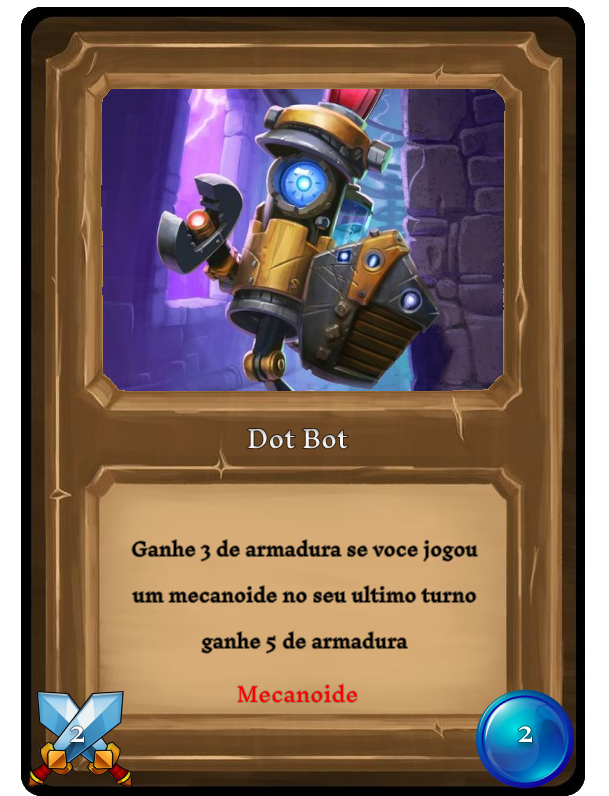 Dot Bot
Ganhe 3 de armadura se voce jogou
um mecanoide no seu ultimo turno
ganhe 5 de armadura
Mecanoide
2
2